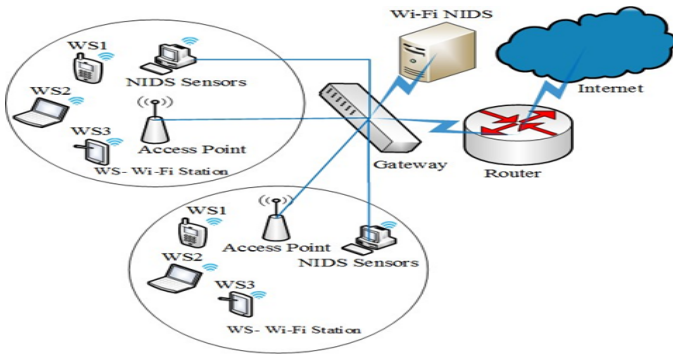 Wi-Fi NIDS
WS1
NIDS Sensors
WS2
Internet
WS3
Access Point
Gateway
Router
WS- Wi-Fi Station
WS1
Access Point
NIDS Sensors
WS2
WS3
WS- Wi-Fi Station